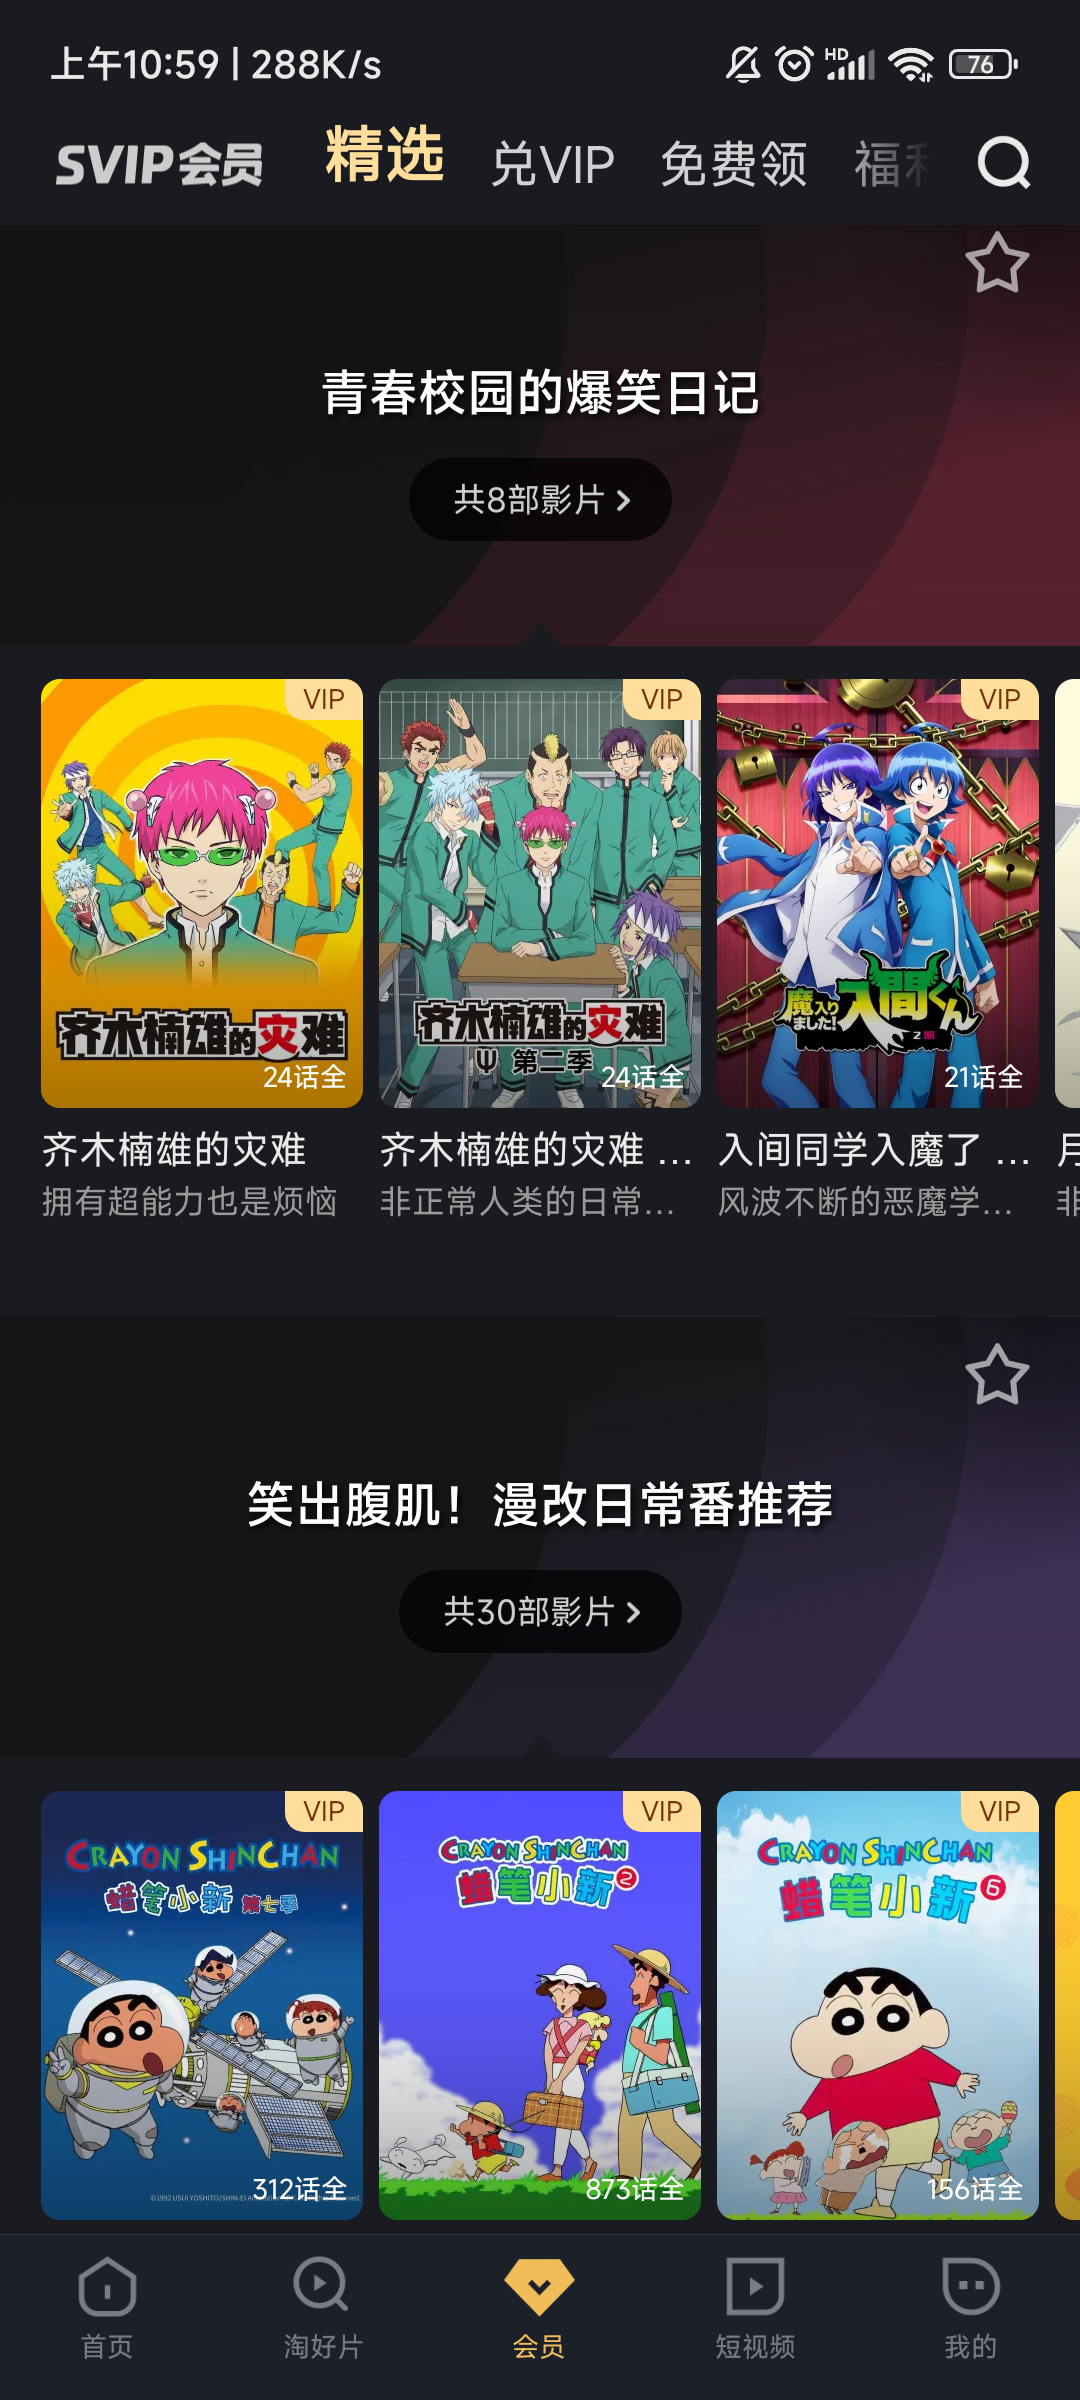 上午10:59 | 288K/s
HD
76
SVIP会员 精选 兑VIP 免费领 福利
青春校园的爆笑日记
共8部影片
VIP
齐木楠雄的灾难
24话全
VIP
齐木楠雄的灾难
Ψ 第二季
24话全
VIP
魔入りました!入間くん
21话全
齐木楠雄的灾难
拥有超能力也是烦恼
齐木楠雄的灾难 ...
非正常人类的日常...
入间同学入魔了 ...
风波不断的恶魔学...
月
非
笑出腹肌！漫改日常番推荐
共30部影片
VIP
CRAYON SHINCHAN
蜡笔小新 第七季
312话全
VIP
CRAYON SHINCHAN
蜡笔小新 2
873话全
VIP
CRAYON SHINCHAN
蜡笔小新 6
156话全
首页 淘好片 会员 短视频 我的